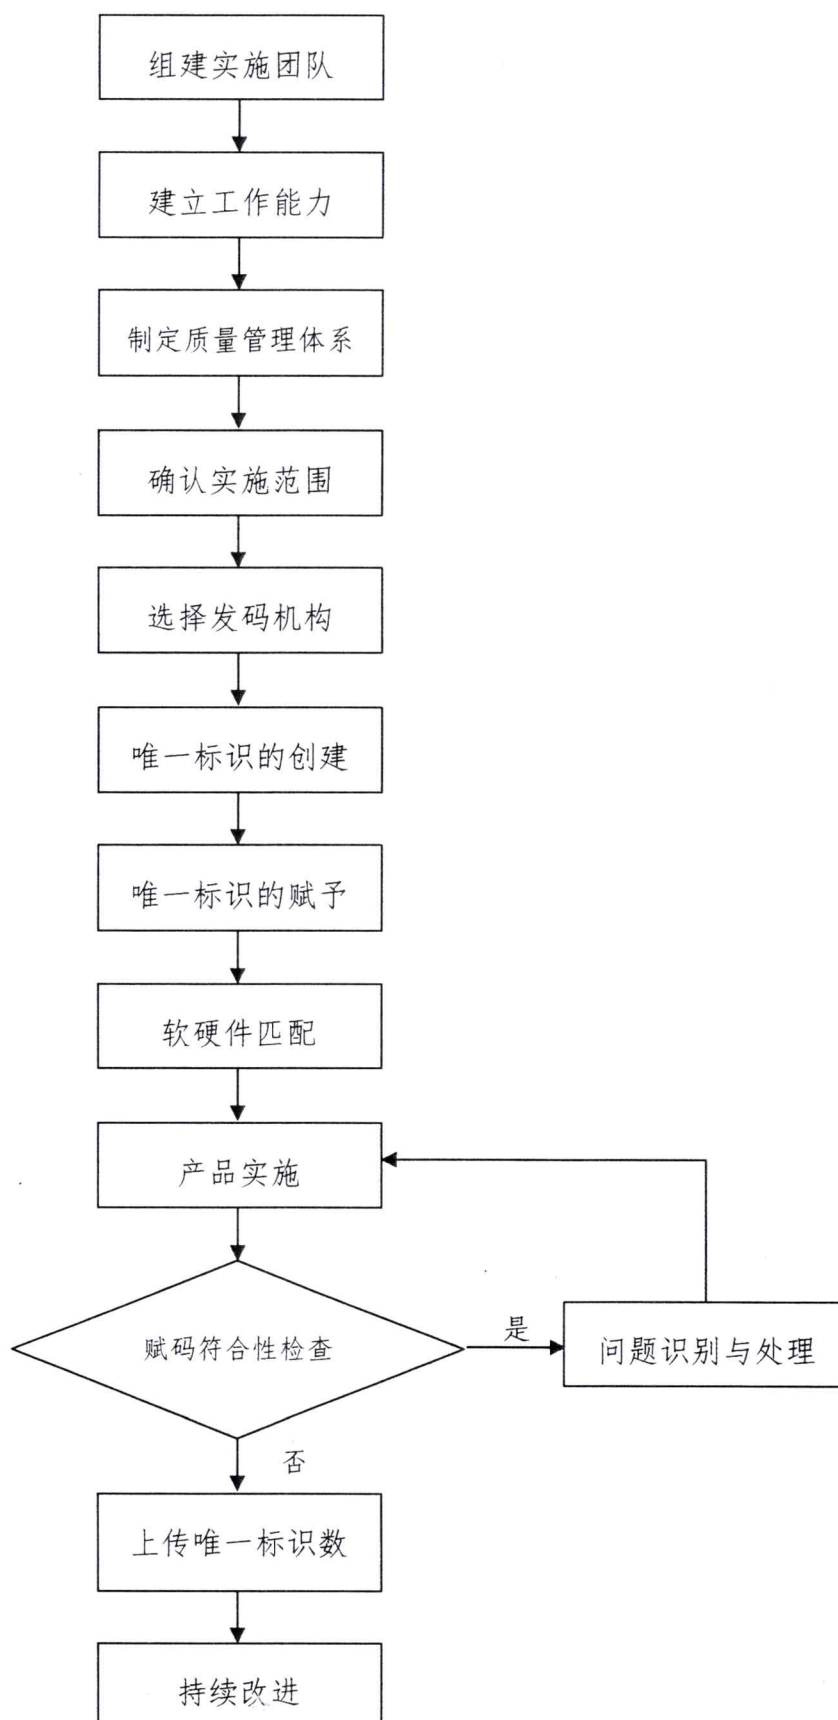 组建实施团队
建立工作能力
制定质量管理体系
确认实施范围
选择发码机构
唯一标识的创建
唯一标识的赋予
软硬件匹配
产品实施
赋码符合性检查
是
问题识别与处理
否
上传唯一标识数
持续改进